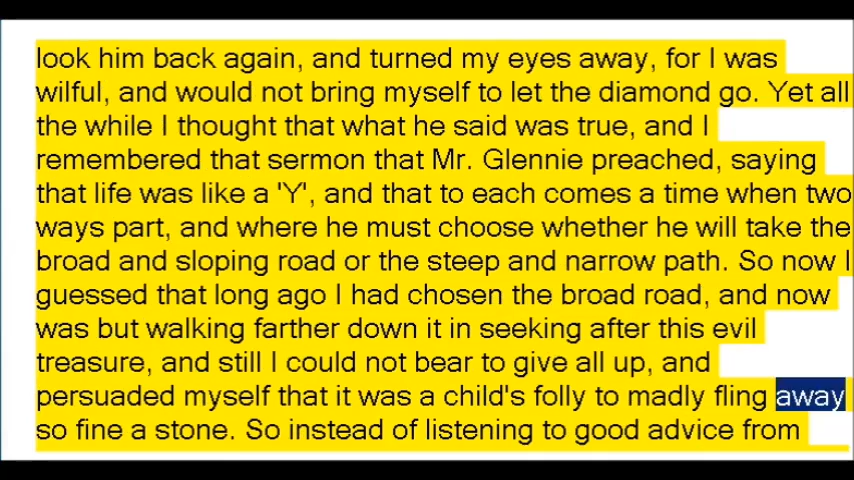 look him back again, and turned my eyes away, for I was
wilful, and would not bring myself to let the diamond go. Yet all
the while I thought that what he said was true, and I
remembered that sermon that Mr. Glennie preached, saying
that life was like a 'Y', and that to each comes a time when two
ways part, and where he must choose whether he will take the
broad and sloping road or the steep and narrow path. So now I
guessed that long ago I had chosen the broad road, and now
was but walking farther down it in seeking after this evil
treasure, and still I could not bear to give all up, and
persuaded myself that it was a child's folly to madly fling away
so fine a stone. So instead of listening to good advice from